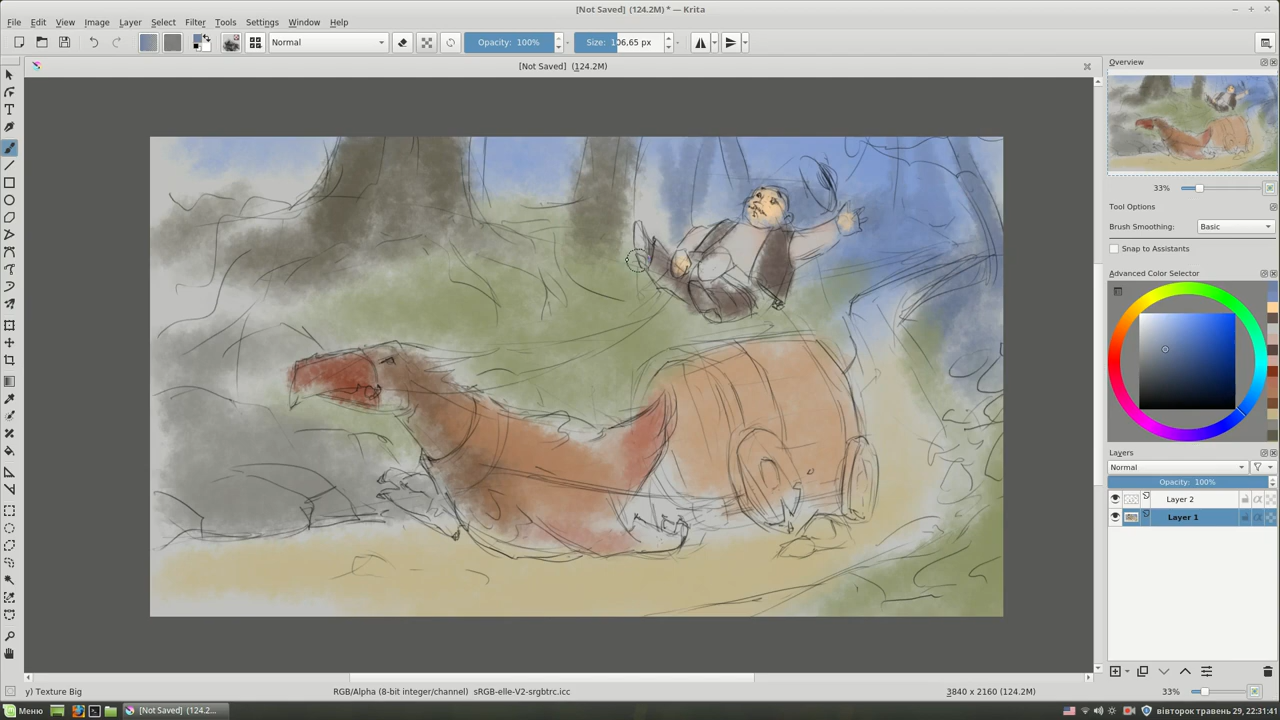 [Not Saved] (124.2M) * — Krita
File Edit View Image Layer Select Filter Tools Settings Window Help
Normal
Opacity: 100%
Size: 106,65 px
[Not Saved] (124.2M)
Overview
33%
Tool Options
Brush Smoothing: Basic
Snap to Assistants
Advanced Color Selector
Layers
Normal
Opacity: 100%
Layer 2
Layer 1
y) Texture Big
RGB/Alpha (8-bit integer/channel) sRGB-elle-V2-srgbtrc.icc
3840 x 2160 (124.2M)
33%
Меню
[Not Saved] (124.2...
вівторок травень 29, 22:31:41